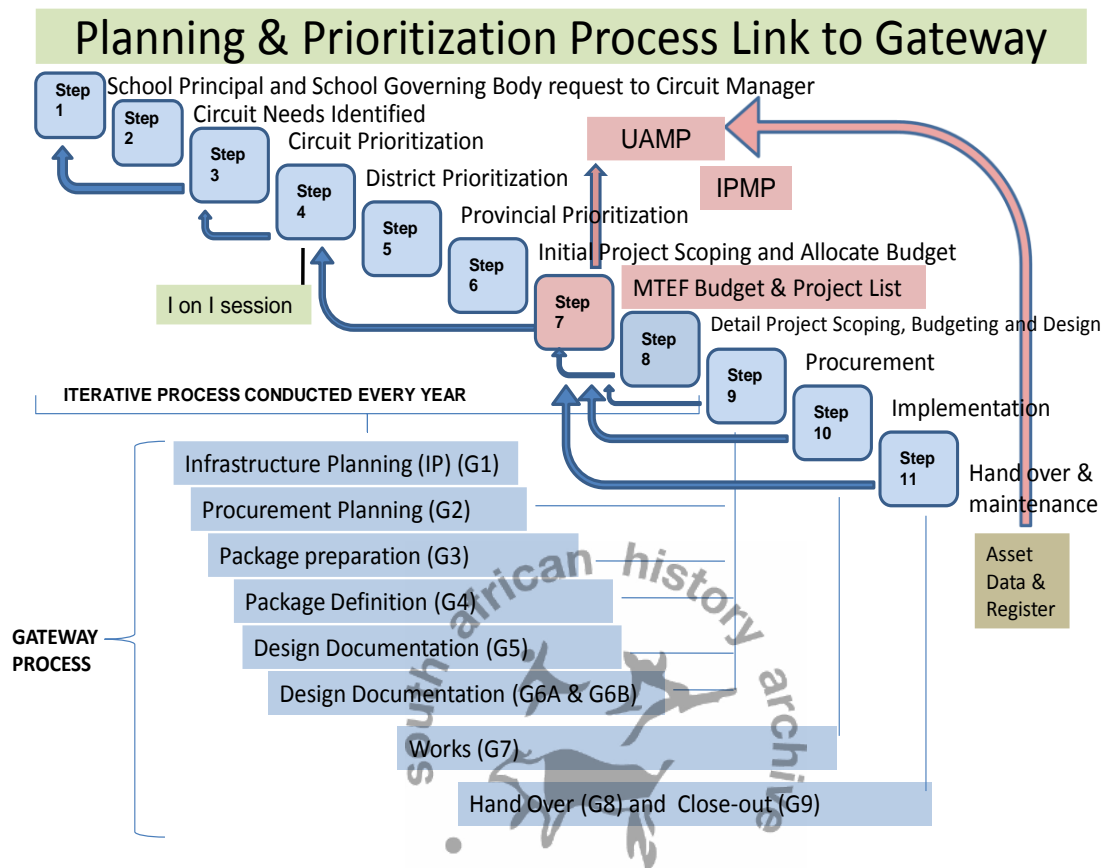 Planning & Prioritization Process Link to Gateway
Step
1
School Principal and School Governing Body request to Circuit Manager
Step
2
Circuit Needs Identified
Step
3
Circuit Prioritization
UAMP
IPMP
Step
4
District Prioritization
Step
5
Provincial Prioritization
Step
6
Initial Project Scoping and Allocate Budget
I on I session
Step
7
MTEF Budget & Project List
Step
8
Detail Project Scoping, Budgeting and Design
Step
9
Procurement
ITERATIVE PROCESS CONDUCTED EVERY YEAR
Step
10
Implementation
Step
11
Hand over &
maintenance
Asset
Data &
Register
GATEWAY
PROCESS
Infrastructure Planning (IP) (G1)
Procurement Planning (G2)
Package preparation (G3)
Package Definition (G4)
Design Documentation (G5)
Design Documentation (G6A & G6B)
Works (G7)
Hand Over (G8) and Close-out (G9)
south african history archive